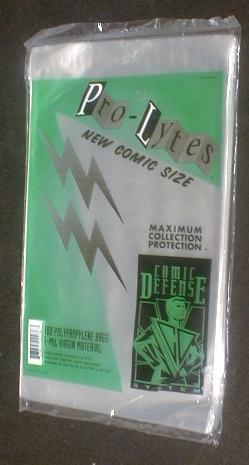 Pro-Lytes
NEW COMIC SIZE
MAXIMUM
COLLECTION
PROTECTION
COMIC
DEFENSE
SYSTEM
100 POLYPROPYLENE BAGS
1-MIL VIRGIN MATERIAL